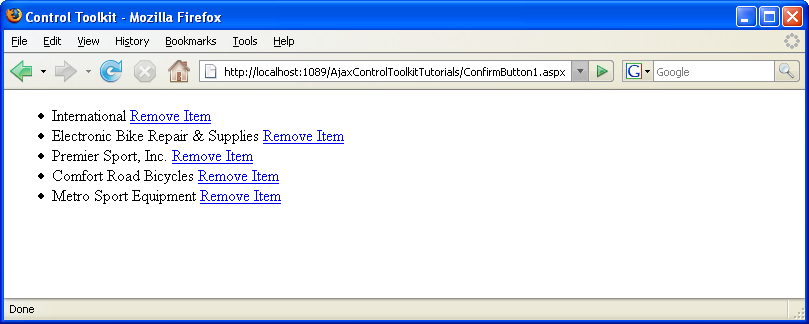 Control Toolkit - Mozilla Firefox
File Edit View History Bookmarks Tools Help
http://localhost:1089/AjaxControlToolkitTutorials/ConfirmButton1.aspx G Google
• International Remove Item
• Electronic Bike Repair & Supplies Remove Item
• Premier Sport, Inc. Remove Item
• Comfort Road Bicycles Remove Item
• Metro Sport Equipment Remove Item
Done